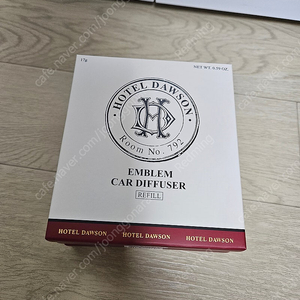 17g NET WT 0.59 OZ.
HOTEL DAWSON
HD
Room No. 792
EMBLEM
CAR DIFFUSER
REFILL
HOTEL DAWSON HOTEL DAWSON HOTEL DAWSON